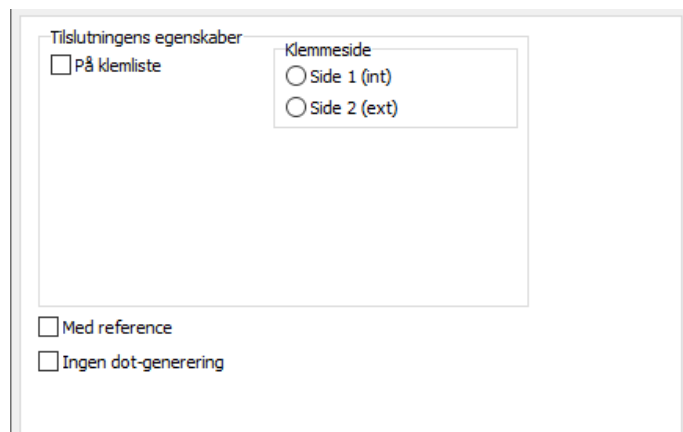 Tilslutningens egenskaber
På klemliste
Klemmeside
Side 1 (int)
Side 2 (ext)
Med reference
Ingen dot-generering